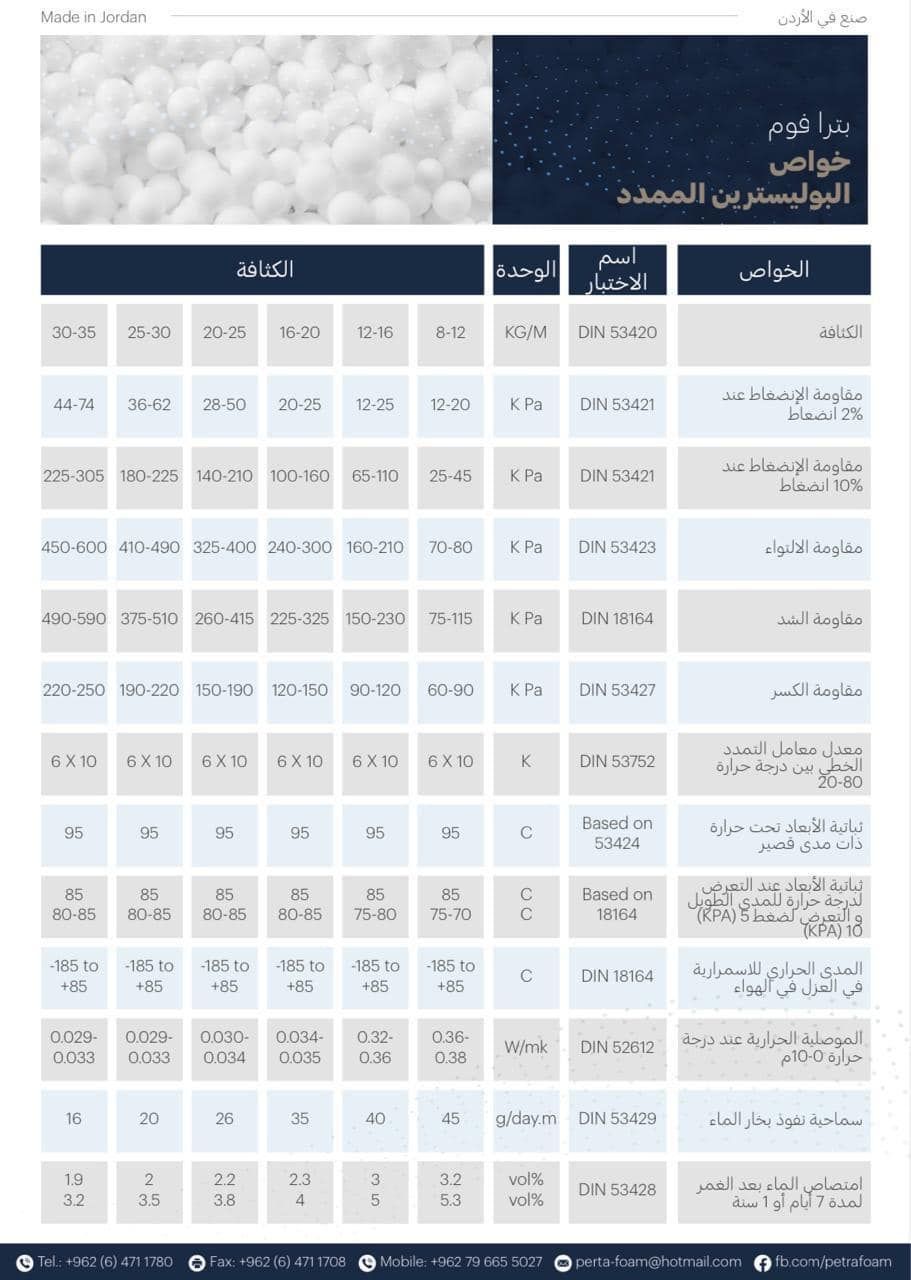 Made in Jordan
صنع في الأردن
بترا فوم
خواص
البوليسترين الممدد
الخواص | اسم الاختبار | الوحدة | الكثافة
الكثافة | DIN 53420 | KG/M | 8-12 | 12-16 | 16-20 | 20-25 | 25-30 | 30-35
مقاومة الإنضغاط عند 2% انضعاط | DIN 53421 | K Pa | 12-20 | 12-25 | 20-25 | 28-50 | 36-62 | 44-74
مقاومة الإنضغاط عند 10% انضغاط | DIN 53421 | K Pa | 25-45 | 65-110 | 100-160 | 140-210 | 180-225 | 225-305
مقاومة الالتواء | DIN 53423 | K Pa | 70-80 | 160-210 | 240-300 | 325-400 | 410-490 | 450-600
مقاومة الشد | DIN 18164 | K Pa | 75-115 | 150-230 | 225-325 | 260-415 | 375-510 | 490-590
مقاومة الكسر | DIN 53427 | K Pa | 60-90 | 90-120 | 120-150 | 150-190 | 190-220 | 220-250
معدل معامل التمدد الخطي بين درجة حرارة 20-80 | DIN 53752 | K | 6 X 10 | 6 X 10 | 6 X 10 | 6 X 10 | 6 X 10 | 6 X 10
ثباتية الأبعاد تحت حرارة ذات مدى قصير | Based on 53424 | C | 95 | 95 | 95 | 95 | 95 | 95
ثباتية الأبعاد عند التعرض لدرجة حرارة للمدى الطويل و التعرض لضغط 5 (KPA) 10 (KPA) | Based on 18164 | C C | 85 75-70 | 85 75-80 | 85 80-85 | 85 80-85 | 85 80-85 | 85 80-85
المدى الحراري للاسمرارية في العزل في الهواء | DIN 18164 | C | -185 to +85 | -185 to +85 | -185 to +85 | -185 to +85 | -185 to +85 | -185 to +85
الموصلية الحرارية عند درجة حرارة 0-10م | DIN 52612 | W/mk | 0.36-0.38 | 0.32-0.36 | 0.034-0.035 | 0.030-0.034 | 0.029-0.033 | 0.029-0.033
سماحية نفوذ بخار الماء | DIN 53429 | g/day.m | 45 | 40 | 35 | 26 | 20 | 16
امتصاص الماء بعد الغمر لمدة 7 أيام أو 1 سنة | DIN 53428 | vol% vol% | 3.2 5.3 | 3 5 | 2.3 4 | 2.2 3.8 | 2 3.5 | 1.9 3.2
Tel.: +962 (6) 471 1780 Fax: +962 (6) 471 1708 Mobile: +962 79 665 5027 perta-foam@hotmail.com fb.com/petrafoam